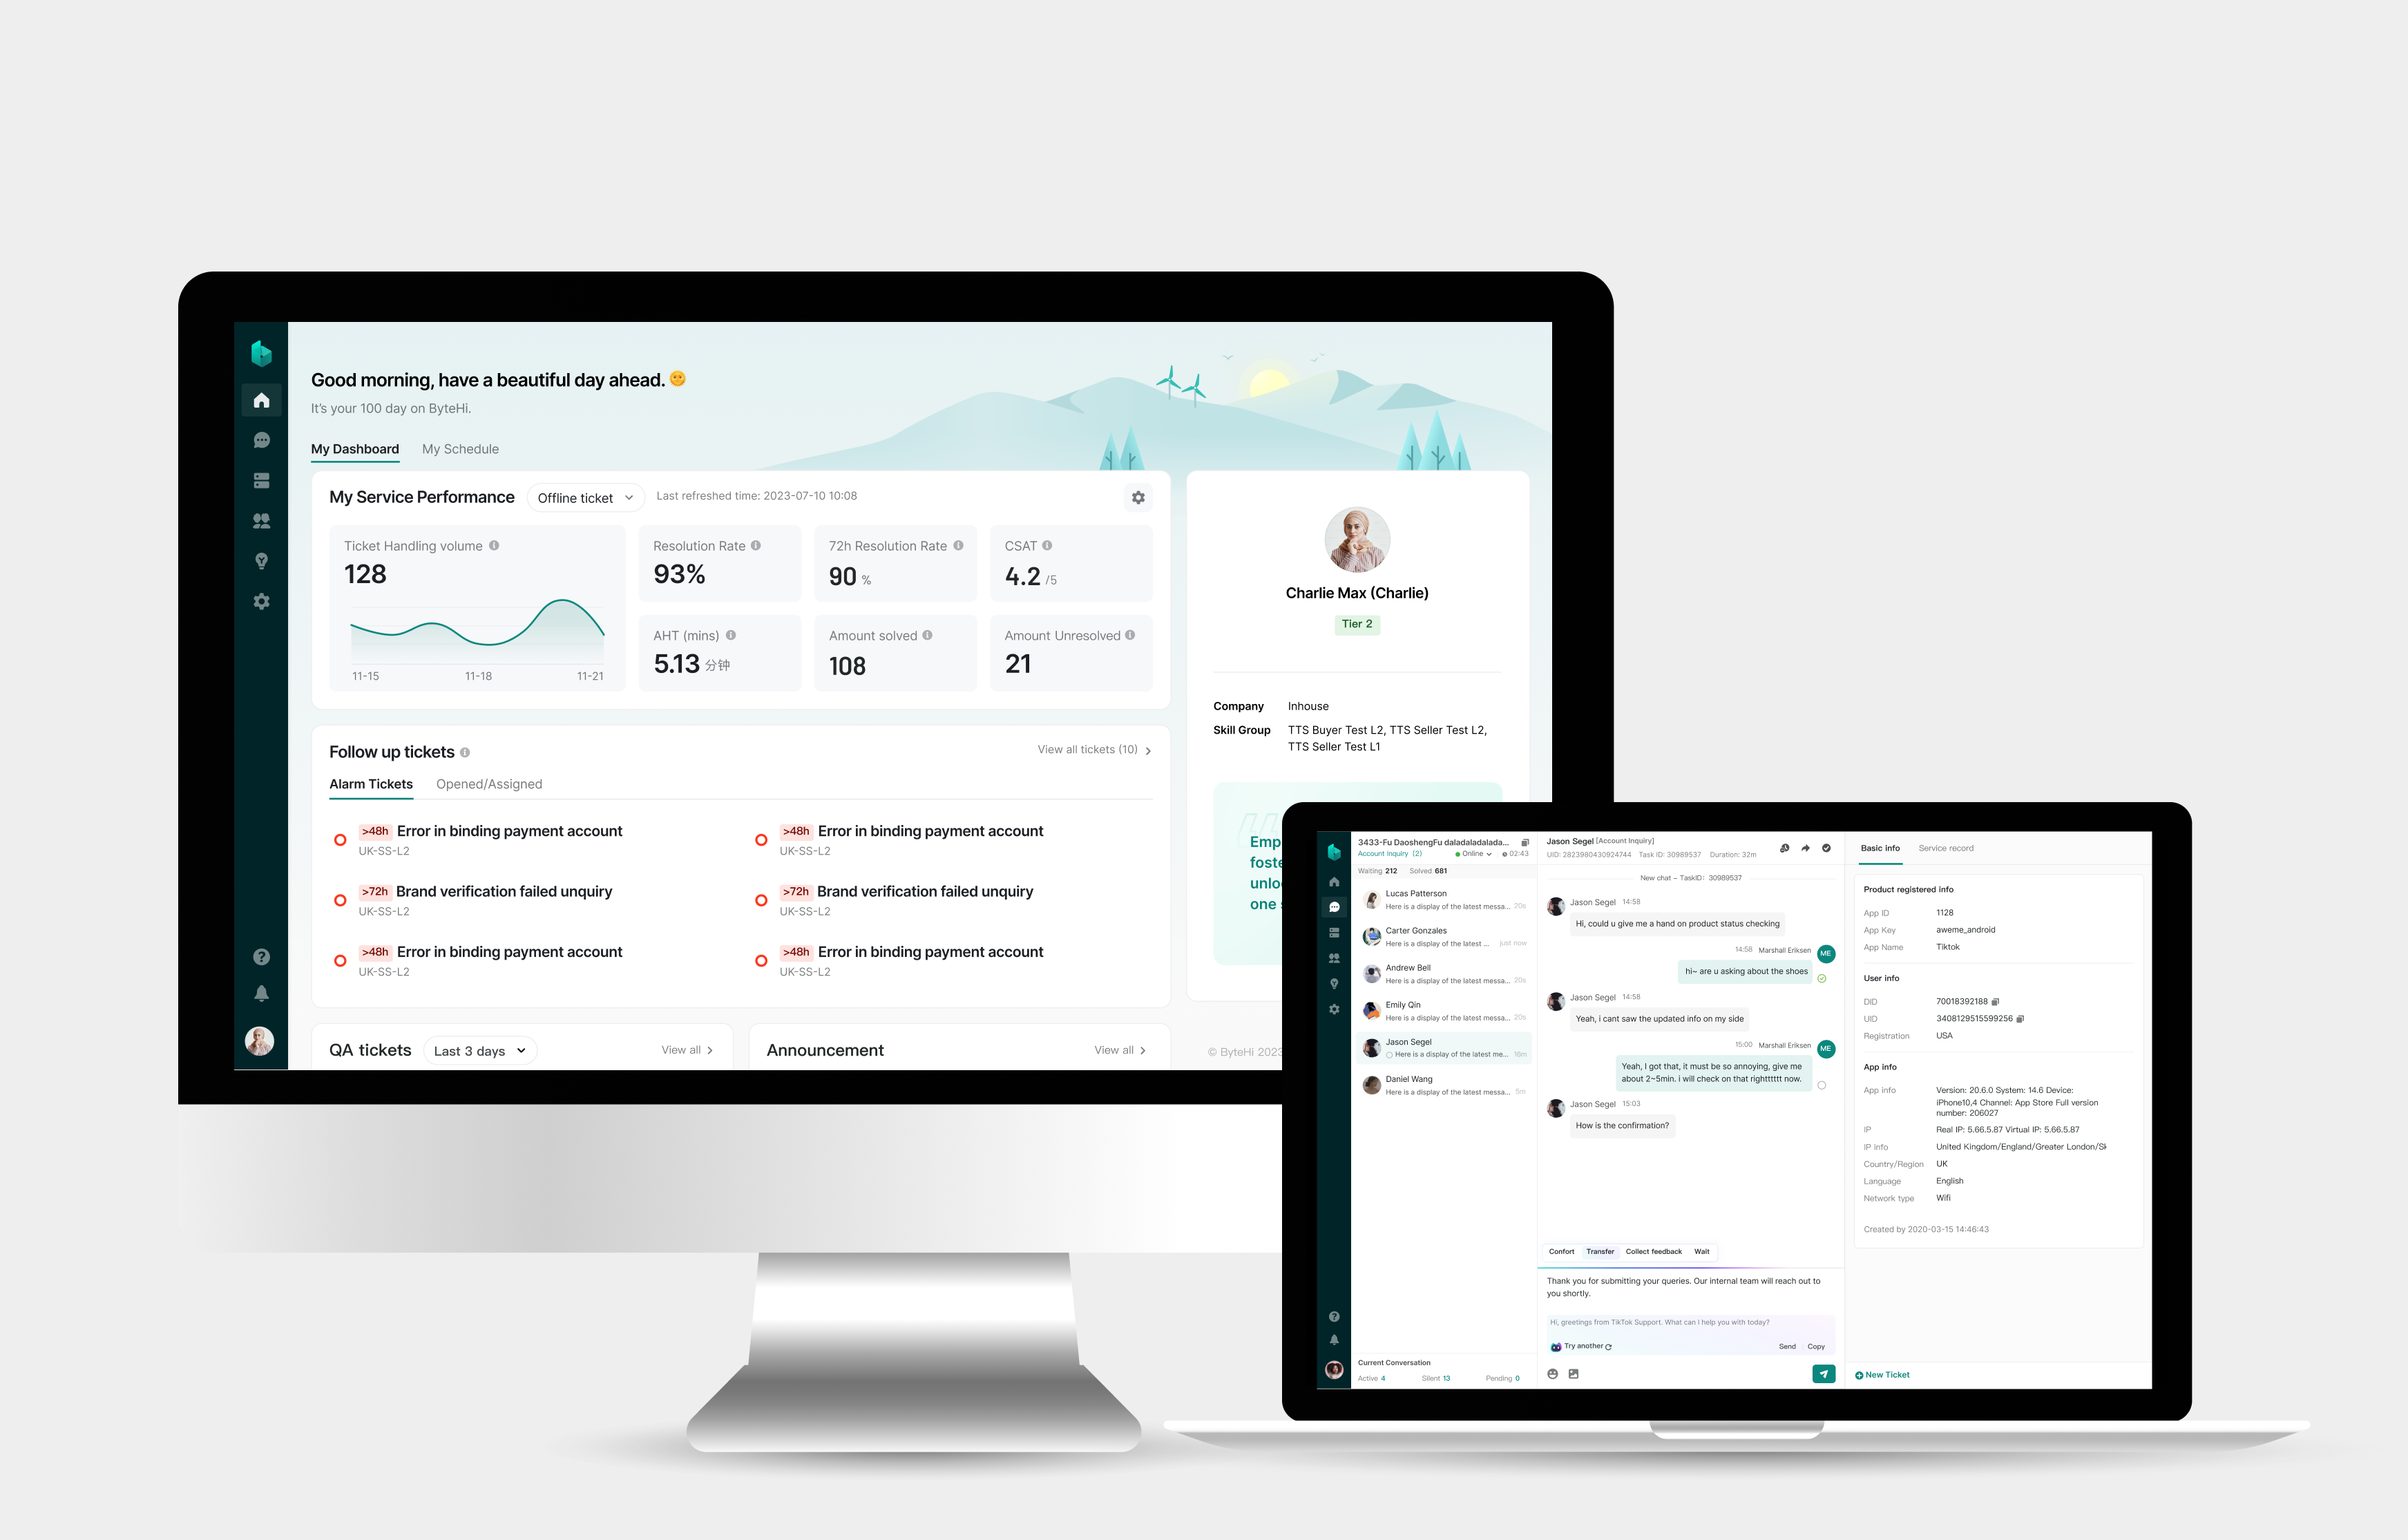 Good morning, have a beautiful day ahead. 🌞
It's your 100 day on ByteHi.
My Dashboard My Schedule
My Service Performance Offline ticket Last refreshed time: 2023-07-10 10:08
Ticket Handling volume
128
11-15 11-18 11-21
Resolution Rate
93%
72h Resolution Rate
90 %
CSAT
4.2 /5
AHT (mins)
5.13 分钟
Amount solved
108
Amount Unresolved
21
Follow up tickets View all tickets (10)
Alarm Tickets Opened/Assigned
>48h Error in binding payment account
UK-SS-L2
>48h Error in binding payment account
UK-SS-L2
>72h Brand verification failed unquiry
UK-SS-L2
>72h Brand verification failed unquiry
UK-SS-L2
>48h Error in binding payment account
UK-SS-L2
>48h Error in binding payment account
UK-SS-L2
QA tickets Last 3 days View all
Announcement View all
Charlie Max (Charlie)
Tier 2
Company Inhouse
Skill Group TTS Buyer Test L2, TTS Seller Test L2,
TTS Seller Test L1
Emp
foste
unlo
one
© ByteHi 2023
3433-Fu DaoshengFu daladaladalada...
Account Inquiry (2) Online 02:43
Waiting 212 Solved 681
Lucas Patterson
Here is a display of the latest messa... 20s
Carter Gonzales
Here is a display of the latest ... just now
Andrew Bell
Here is a display of the latest messa... 20s
Emily Qin
Here is a display of the latest messa... 20s
Jason Segel
Here is a display of the latest me... 16m
Daniel Wang
Here is a display of the latest messa... 5m
Current Conversation
Active 4 Silent 13 Pending 0
Jason Segel [Account Inquiry]
UID: 2823980430924744 Task ID: 30989537 Duration: 32m
New chat – TaskID: 30989537
Jason Segel 14:58
Hi, could u give me a hand on product status checking
14:58 Marshall Eriksen
ME
hi~ are u asking about the shoes
Jason Segel 14:58
Yeah, i cant saw the updated info on my side
15:00 Marshall Eriksen
ME
Yeah, I got that, it must be so annoying, give me
about 2~5min. i will check on that rightttttt now.
Jason Segel 15:03
How is the confirmation?
Confort Transfer Collect feedback Wait
Thank you for submitting your queries. Our internal team will reach out to
you shortly.
Hi, greetings from TikTok Support. What can I help you with today?
Try another Send Copy
Basic info Service record
Product registered info
App ID 1128
App Key aweme_android
App Name Tiktok
User info
DID 70018392188
UID 3408129515599256
Registration USA
App info
App info Version: 20.6.0 System: 14.6 Device:
iPhone10,4 Channel: App Store Full version
number: 206027
IP Real IP: 5.66.5.87 Virtual IP: 5.66.5.87
IP Info United Kingdom/England/Greater London/Sk
Country/Region UK
Language English
Network type Wifi
Created by 2020-03-15 14:46:43
New Ticket